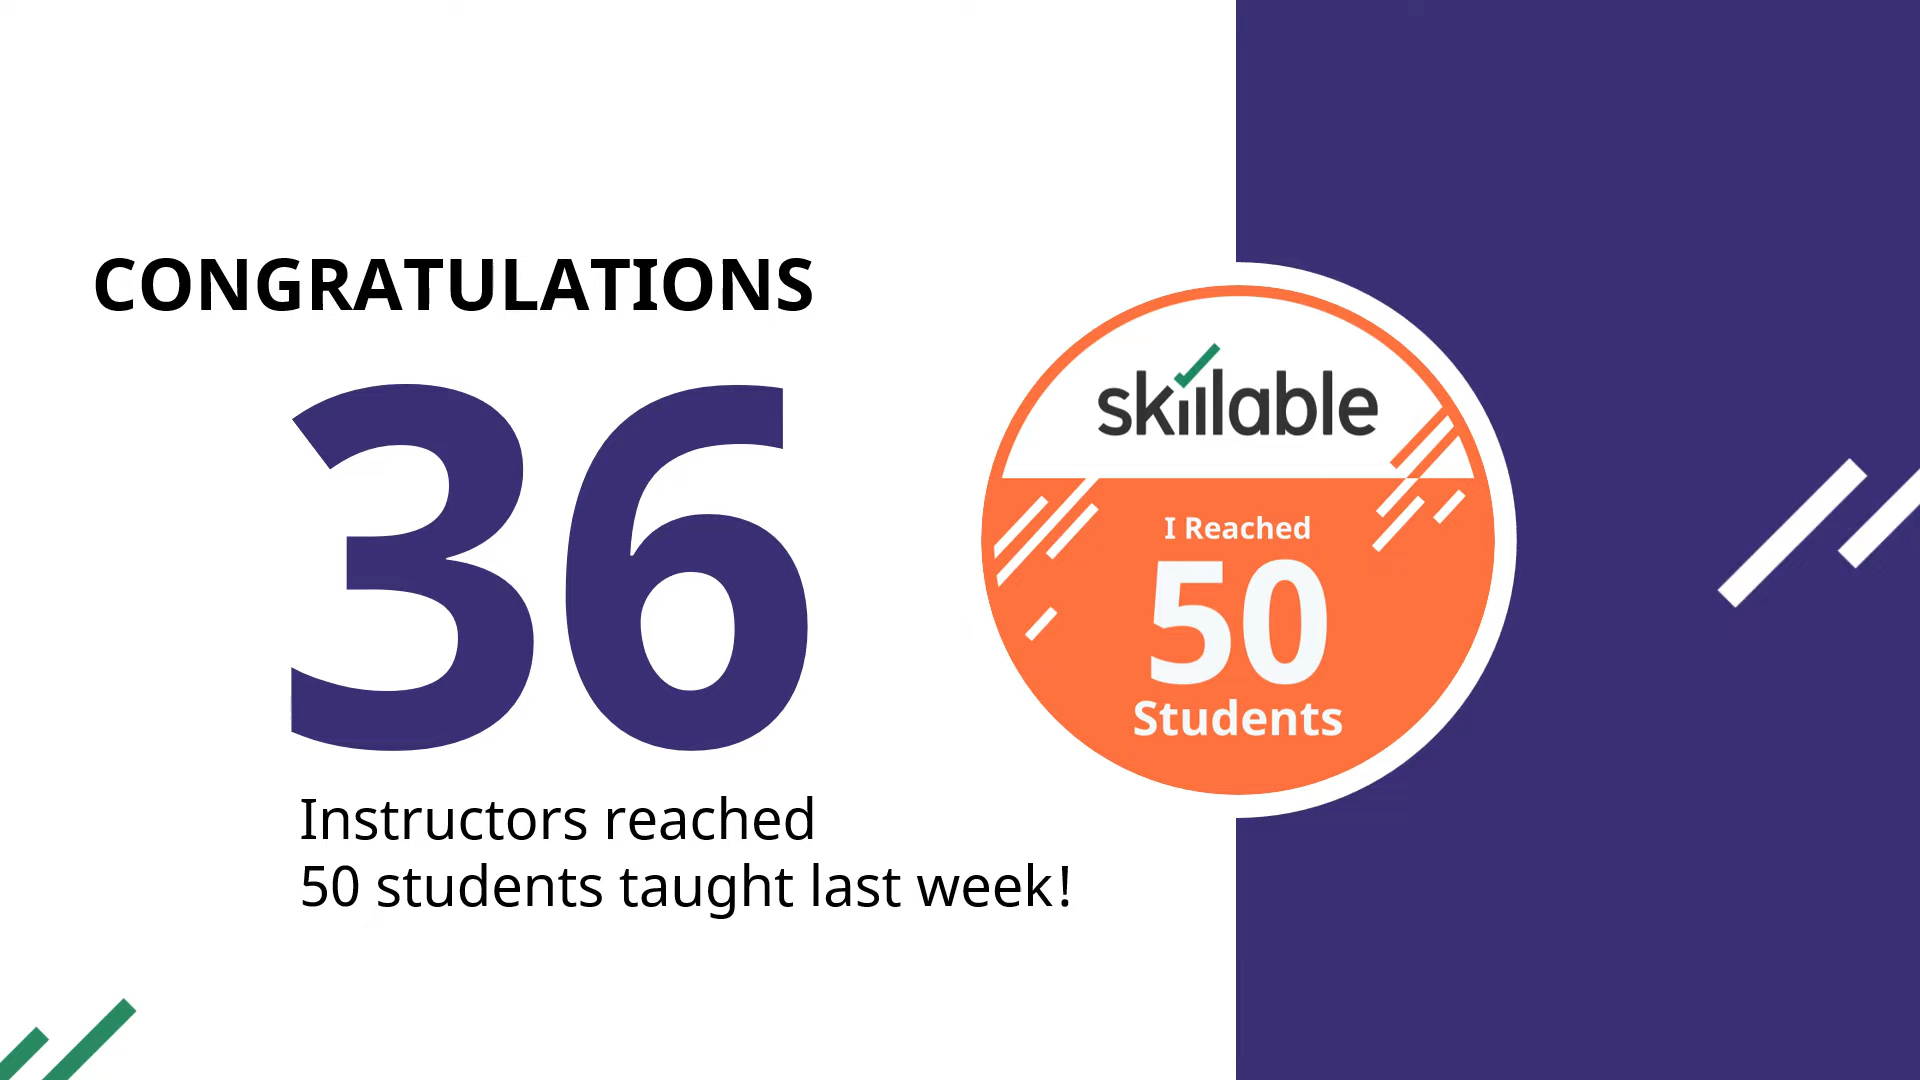 CONGRATULATIONS
36
Instructors reached
50 students taught last week!
skillable
I Reached
50
Students